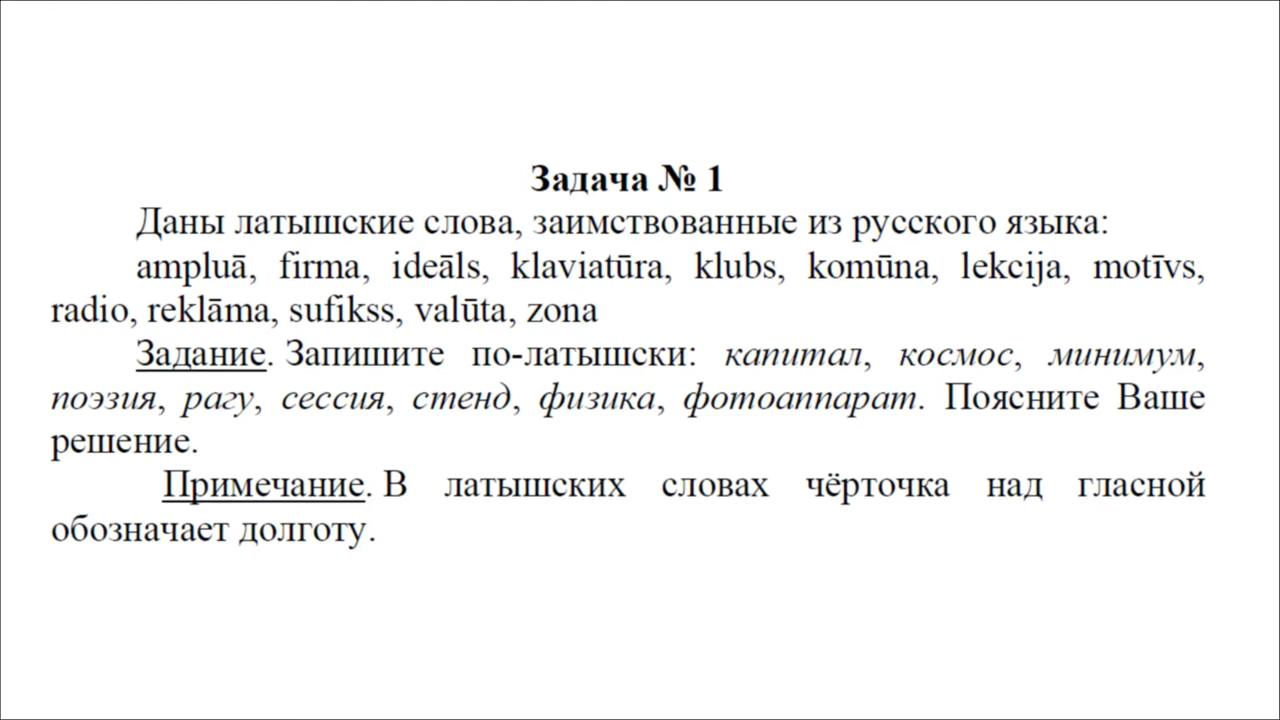 Задача № 1
Даны латышские слова, заимствованные из русского языка:
ampluā, firma, ideāls, klaviatūra, klubs, komūna, lekcija, motīvs,
radio, reklāma, sufikss, valūta, zona
Задание. Запишите по-латышски: капитал, космос, минимум,
поэзия, рагу, сессия, стенд, физика, фотоаппарат. Поясните Ваше
решение.
Примечание. В латышских словах чёрточка над гласной
обозначает долготу.